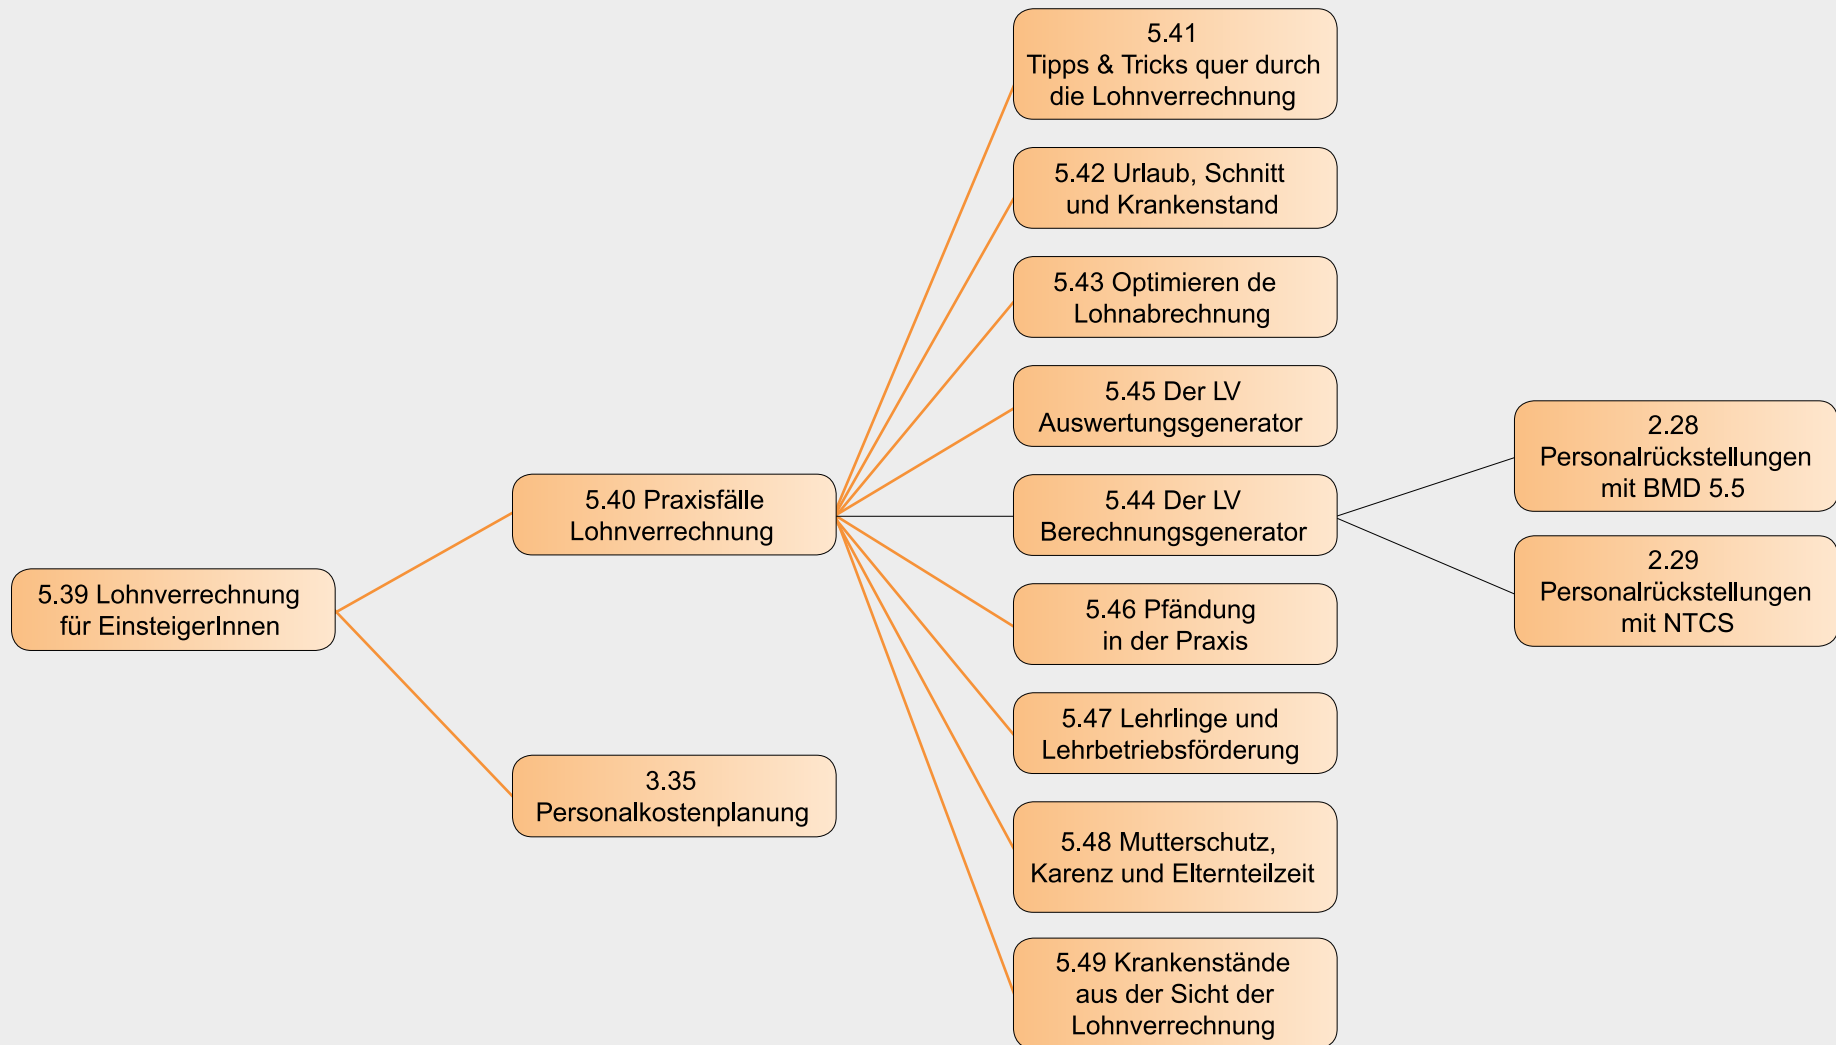 5.39 Lohnverrechnung
für EinsteigerInnen
5.40 Praxisfälle
Lohnverrechnung
3.35
Personalkostenplanung
5.41
Tipps & Tricks quer durch
die Lohnverrechnung
5.42 Urlaub, Schnitt
und Krankenstand
5.43 Optimieren de
Lohnabrechnung
5.45 Der LV
Auswertungsgenerator
5.44 Der LV
Berechnungsgenerator
5.46 Pfändung
in der Praxis
5.47 Lehrlinge und
Lehrbetriebsförderung
5.48 Mutterschutz,
Karenz und Elternteilzeit
5.49 Krankenstände
aus der Sicht der
Lohnverrechnung
2.28
Personalrückstellungen
mit BMD 5.5
2.29
Personalrückstellungen
mit NTCS